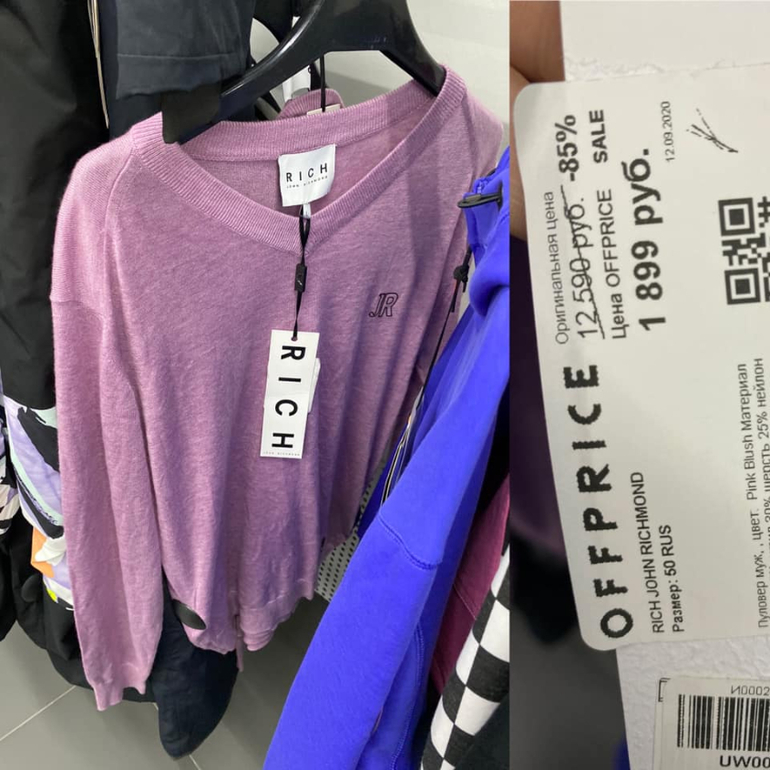 RICH
JOHN RICHMOND
JR
RICH
JOHN RICHMOND
Оригинальная цена
12 590 руб. -85%
Цена OFFPRICE SALE
1 899 руб.
12.09.2020
OFFPRICE
RICH JOHN RICHMOND
Размер: 50 RUS
Пуловер муж, , цвет. Pink Blush Материал
30% шерсть 25% нейлон
N0002
UW00